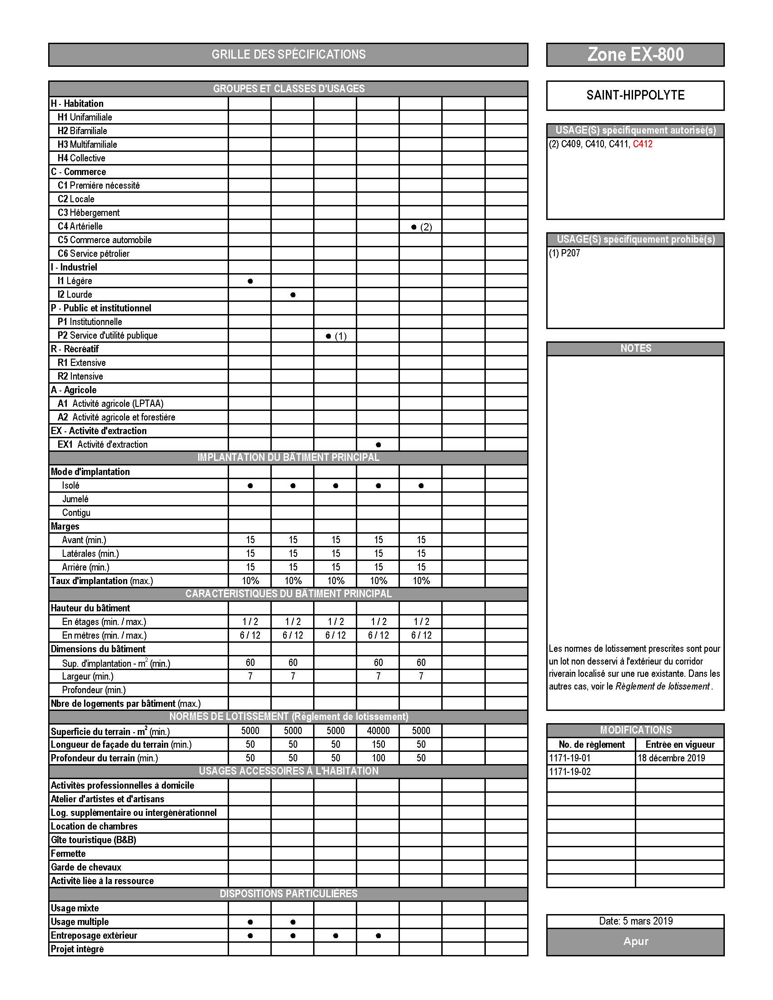 GRILLE DES SPÉCIFICATIONS
Zone EX-800
GROUPES ET CLASSES D'USAGES
H - Habitation
H1 Unifamiliale
H2 Bifamiliale
H3 Multifamiliale
H4 Collective
C - Commerce
C1 Première nécessité
C2 Locale
C3 Hébergement
C4 Artérielle ● (2)
C5 Commerce automobile
C6 Service pétrolier
I - Industriel
I1 Légère ●
I2 Lourde ●
P - Public et institutionnel
P1 Institutionnelle
P2 Service d'utilité publique ● (1)
R - Récréatif
R1 Extensive
R2 Intensive
A - Agricole
A1 Activité agricole (LPTAA)
A2 Activité agricole et forestière
EX - Activité d'extraction
EX1 Activité d'extraction ●
IMPLANTATION DU BÂTIMENT PRINCIPAL
Mode d'implantation
Isolé ● ● ● ● ●
Jumelé
Contigu
Marges
Avant (min.) 15 15 15 15 15
Latérales (min.) 15 15 15 15 15
Arrière (min.) 15 15 15 15 15
Taux d'implantation (max.) 10% 10% 10% 10% 10%
CARACTÉRISTIQUES DU BÂTIMENT PRINCIPAL
Hauteur du bâtiment
En étages (min. / max.) 1 / 2 1 / 2 1 / 2 1 / 2 1 / 2
En mètres (min. / max.) 6 / 12 6 / 12 6 / 12 6 / 12 6 / 12
Dimensions du bâtiment
Sup. d'implantation - m² (min.) 60 60 60 60
Largeur (min.) 7 7 7 7
Profondeur (min.)
Nbre de logements par bâtiment (max.)
NORMES DE LOTISSEMENT (Règlement de lotissement)
Superficie du terrain - m² (min.) 5000 5000 5000 40000 5000
Longueur de façade du terrain (min.) 50 50 50 150 50
Profondeur du terrain (min.) 50 50 50 100 50
USAGES ACCESSOIRES À L'HABITATION
Activités professionnelles à domicile
Atelier d'artistes et d'artisans
Log. supplémentaire ou intergénérationnel
Location de chambres
Gîte touristique (B&B)
Fermette
Garde de chevaux
Activité liée à la ressource
DISPOSITIONS PARTICULIÈRES
Usage mixte
Usage multiple ● ●
Entreposage extérieur ● ● ● ●
Projet intégré
SAINT-HIPPOLYTE
USAGE(S) spécifiquement autorisé(s)
(2) C409, C410, C411, C412
USAGE(S) spécifiquement prohibé(s)
(1) P207
NOTES
Les normes de lotissement prescrites sont pour
un lot non desservi à l'extérieur du corridor
riverain localisé sur une rue existante. Dans les
autres cas, voir le Règlement de lotissement .
MODIFICATIONS
No. de règlement Entrée en vigueur
1171-19-01 18 décembre 2019
1171-19-02
Date: 5 mars 2019
Apur